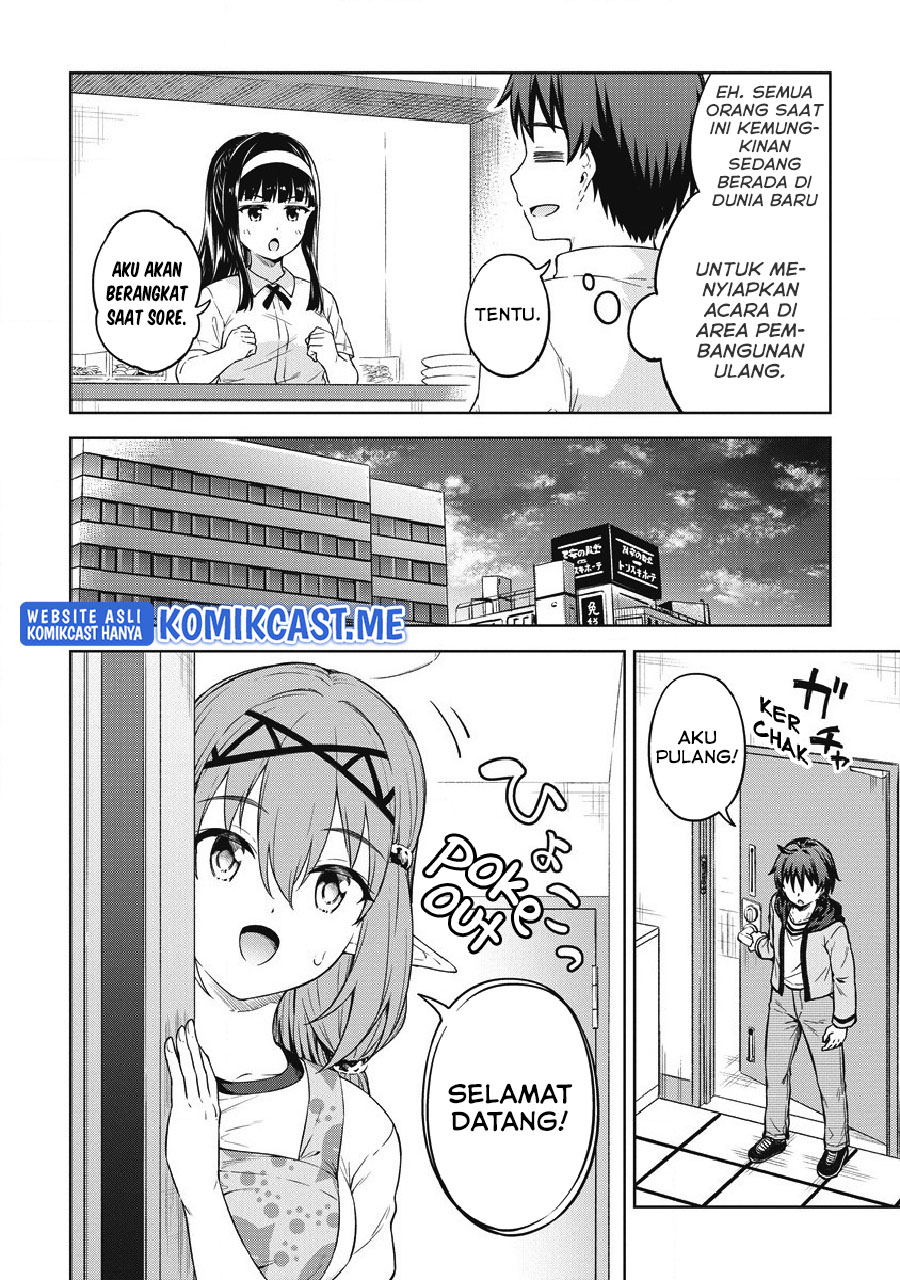 EH. SEMUA
ORANG SAAT
INI KEMUNG-
KINAN
SEDANG
BERADA DI
DUNIA BARU
UNTUK ME-
NYIAPKAN
ACARA DI
AREA PEM-
BANGUNAN
ULANG.
TENTU.
AKU AKAN
BERANGKAT
SAAT SORE.
免
WEBSITE ASLI
KOMIKCAST HANYA
KOMIKCAST.ME
AKU
PULANG!
KER
CHAK
ガチャ
ひょこっ
POKE
OUT
SELAMAT
DATANG!